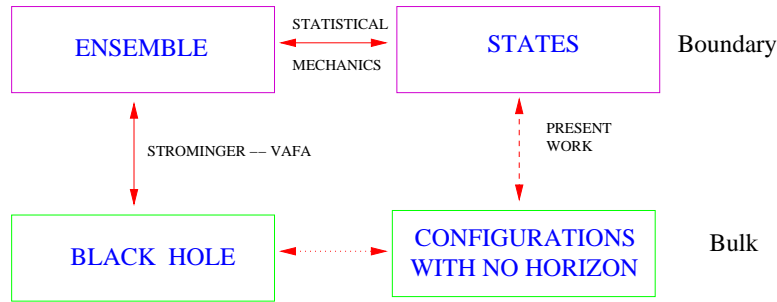 ENSEMBLE
STATISTICAL
MECHANICS
STATES
Boundary
STROMINGER –– VAFA
PRESENT
WORK
BLACK HOLE
CONFIGURATIONS
WITH NO HORIZON
Bulk